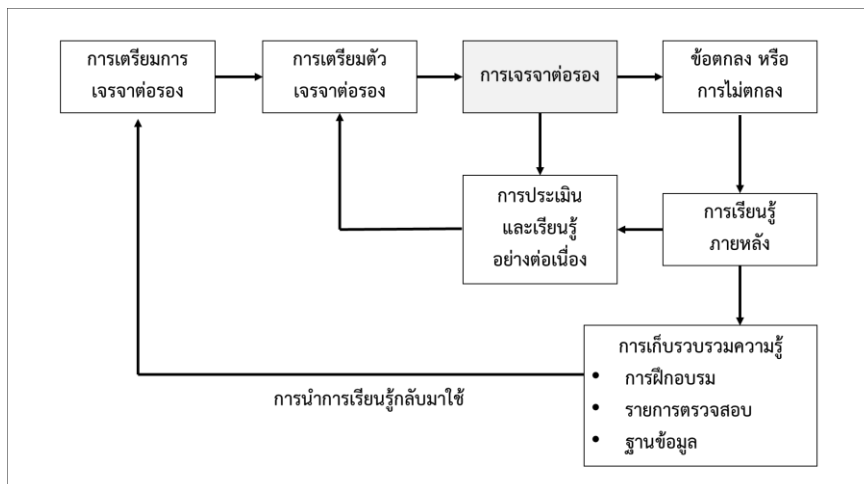 การเตรียมการ
เจรจาต่อรอง
การเตรียมตัว
เจรจาต่อรอง
การเจรจาต่อรอง
ข้อตกลง หรือ
การไม่ตกลง
การประเมิน
และเรียนรู้
อย่างต่อเนื่อง
การเรียนรู้
ภายหลัง
การเก็บรวบรวมความรู้
• การฝึกอบรม
• รายการตรวจสอบ
• ฐานข้อมูล
การนำการเรียนรู้กลับมาใช้